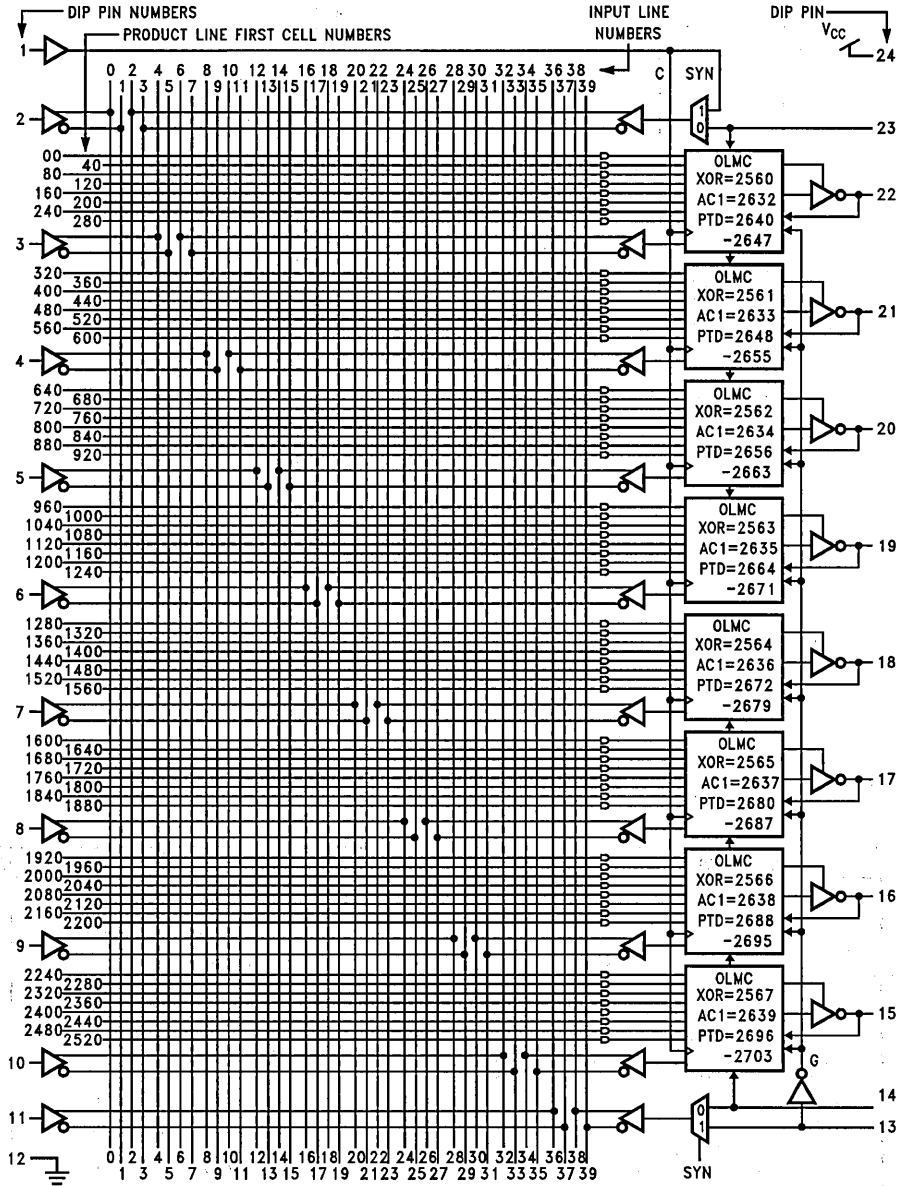 DIP PIN NUMBERS
PRODUCT LINE FIRST CELL NUMBERS
INPUT LINE
NUMBERS
DIP PIN
VCC
24
1
0 2 4 6 8 10 12 14 16 18 20 22 24 26 28 30 32 34 36 38
1 3 5 7 9 11 13 15 17 19 21 23 25 27 29 31 33 35 37 39
C SYN
2
1
0
23
00
40
80
120
160
200
240
280
OLMC
XOR=2560
AC1=2632
PTD=2640
-2647
22
3
320
360
400
440
480
520
560
600
OLMC
XOR=2561
AC1=2633
PTD=2648
-2655
21
4
640
680
720
760
800
840
880
920
OLMC
XOR=2562
AC1=2634
PTD=2656
-2663
20
5
960
1000
1040
1080
1120
1160
1200
1240
OLMC
XOR=2563
AC1=2635
PTD=2664
-2671
19
6
1280
1320
1360
1400
1440
1480
1520
1560
OLMC
XOR=2564
AC1=2636
PTD=2672
-2679
18
7
1600
1640
1680
1720
1760
1800
1840
1880
OLMC
XOR=2565
AC1=2637
PTD=2680
-2687
17
8
1920
1960
2000
2040
2080
2120
2160
2200
OLMC
XOR=2566
AC1=2638
PTD=2688
-2695
16
9
2240
2280
2320
2360
2400
2440
2480
2520
OLMC
XOR=2567
AC1=2639
PTD=2696
-2703
15
10
G
14
11
0
1
13
12
0 2 4 6 8 10 12 14 16 18 20 22 24 26 28 30 32 34 36 38
1 3 5 7 9 11 13 15 17 19 21 23 25 27 29 31 33 35 37 39
SYN